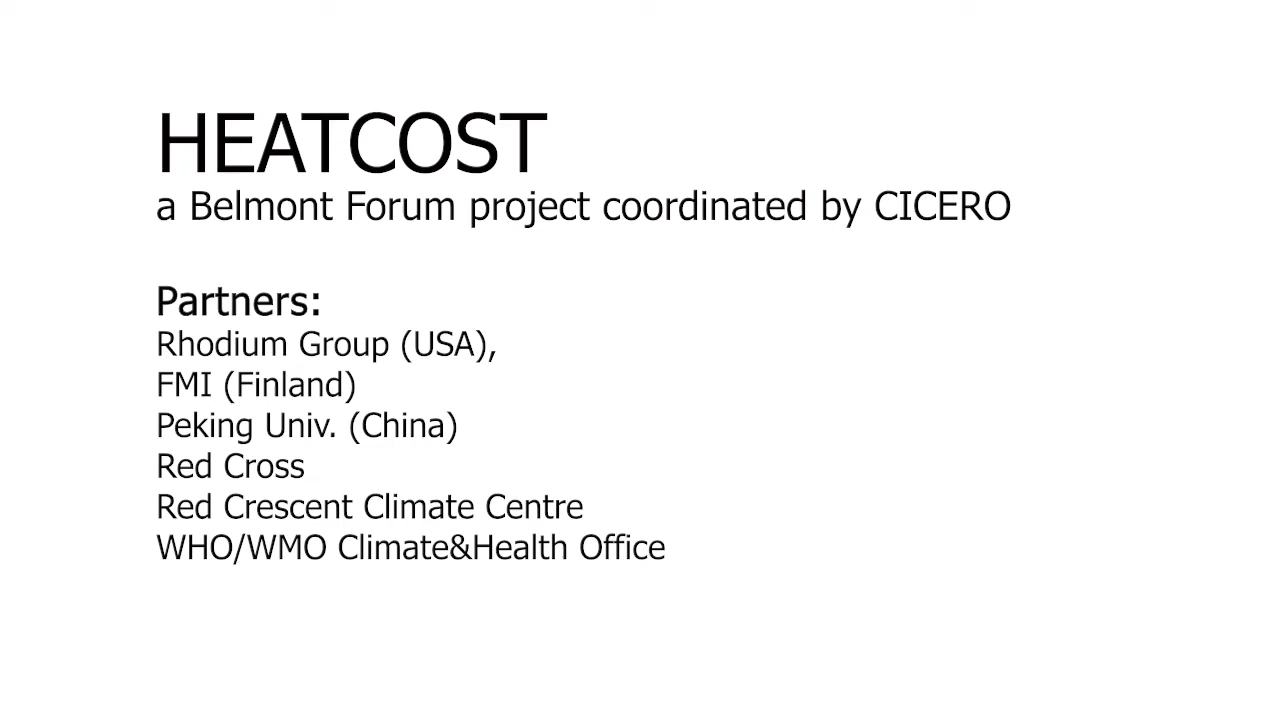 HEATCOST
a Belmont Forum project coordinated by CICERO
Partners:
Rhodium Group (USA),
FMI (Finland)
Peking Univ. (China)
Red Cross
Red Crescent Climate Centre
WHO/WMO Climate&Health Office